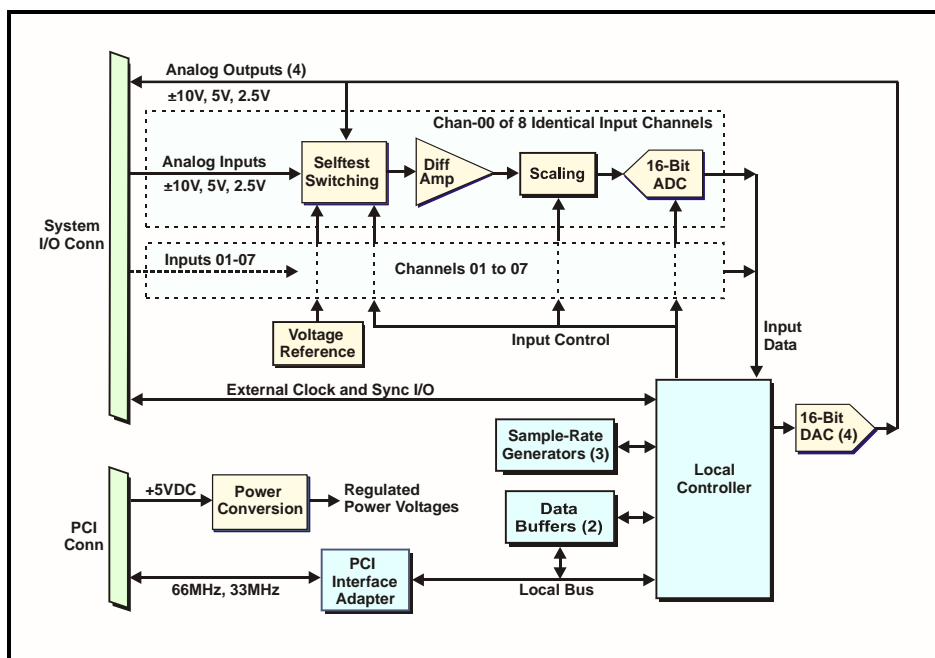 Analog Outputs (4)
±10V, 5V, 2.5V
Chan-00 of 8 Identical Input Channels
Analog Inputs
±10V, 5V, 2.5V
Selftest
Switching
Diff
Amp
Scaling
16-Bit
ADC
System
I/O Conn
Inputs 01-07
Channels 01 to 07
Voltage
Reference
Input Control
Input
Data
External Clock and Sync I/O
Sample-Rate
Generators (3)
Local
Controller
16-Bit
DAC (4)
PCI
Conn
+5VDC
Power
Conversion
Regulated
Power Voltages
Data
Buffers (2)
66MHz, 33MHz
PCI
Interface
Adapter
Local Bus